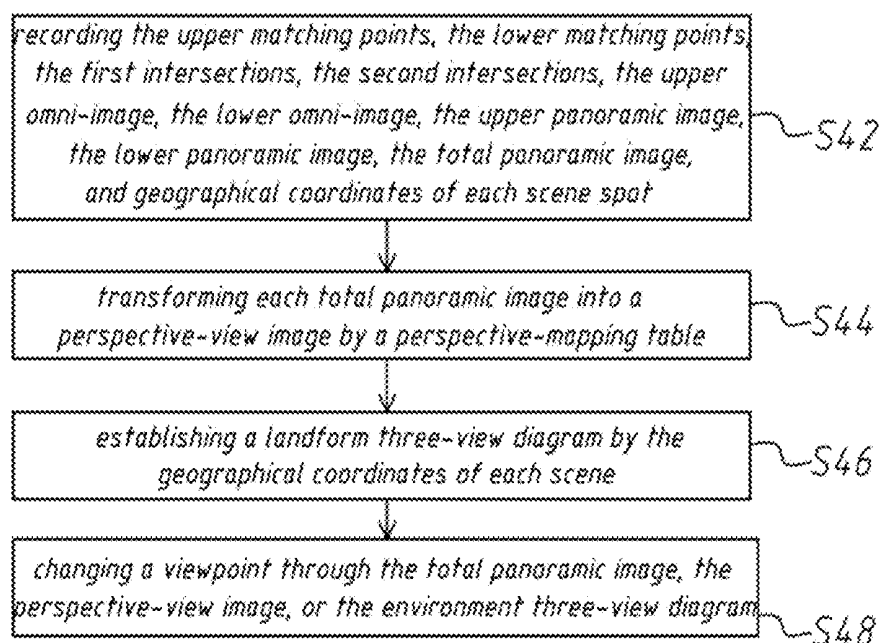 recording the upper matching points, the lower matching points,
the first intersections, the second intersections, the upper
omni-image, the lower omni-image, the upper panoramic image,
the lower panoramic image, the total panoramic image,
and geographical coordinates of each scene spot
S42
transforming each total panoramic image into a
perspective-view image by a perspective-mapping table
S44
establishing a landform three-view diagram by the
geographical coordinates of each scene
S46
changing a viewpoint through the total panoramic image, the
perspective-view image, or the environment three-view diagram
S48